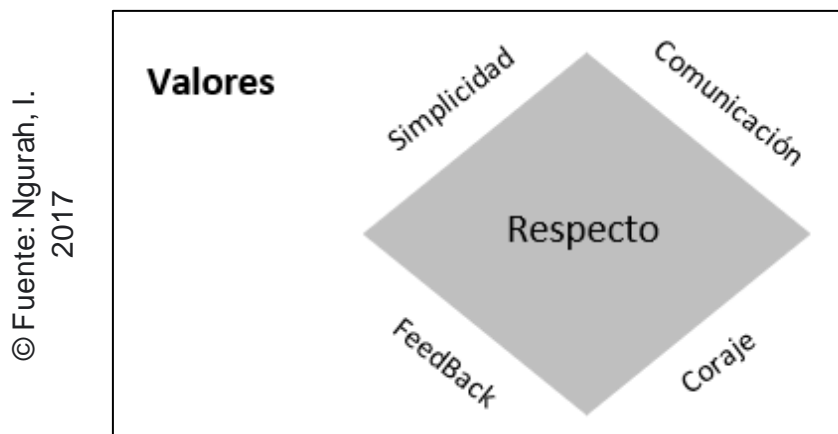 © Fuente: Ngurah, I.
2017
Valores
Simplicidad
Comunicación
Respecto
FeedBack
Coraje